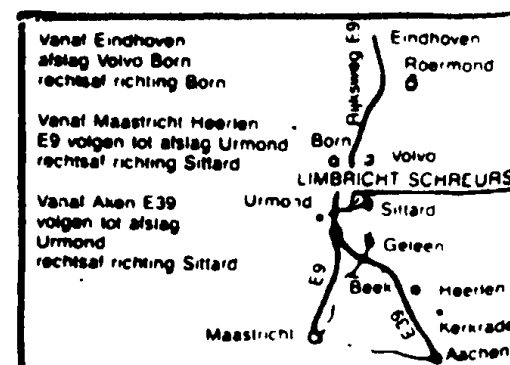 Vanaf Eindhoven
afslag Volvo Born
rechtsaf richting Born
Vanaf Maastricht Heerlen
E9 volgen tot afslag Urmond
rechtsaf richting Sittard
Vanaf Aken E39
volgen tot afslag
Urmond
rechtsaf richting Sittard
Rijksweg E9
Eindhoven
Roermond
Born
Volvo
LIMBRICHT SCHREURS
Urmond
Sittard
Geleen
E9
Beek
Heerlen
E39
Kerkrade
Maastricht
Aachen